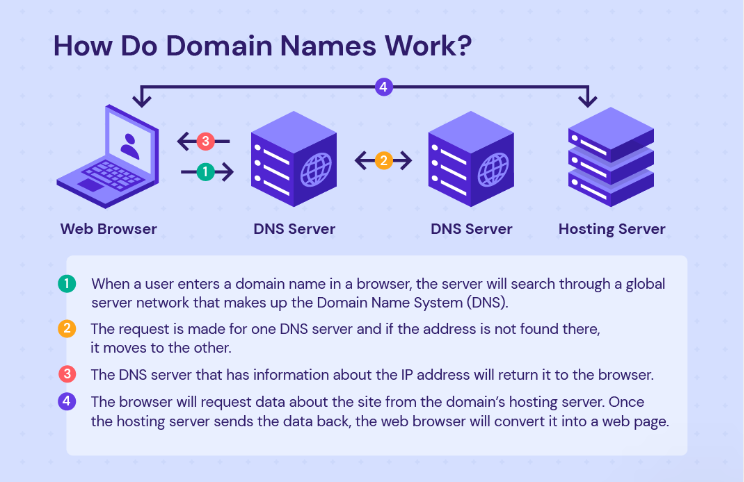 How Do Domain Names Work?
4
3
1
2
Web Browser
DNS Server
DNS Server
Hosting Server
1 When a user enters a domain name in a browser, the server will search through a global
server network that makes up the Domain Name System (DNS).
2 The request is made for one DNS server and if the address is not found there,
it moves to the other.
3 The DNS server that has information about the IP address will return it to the browser.
4 The browser will request data about the site from the domain's hosting server. Once
the hosting server sends the data back, the web browser will convert it into a web page.